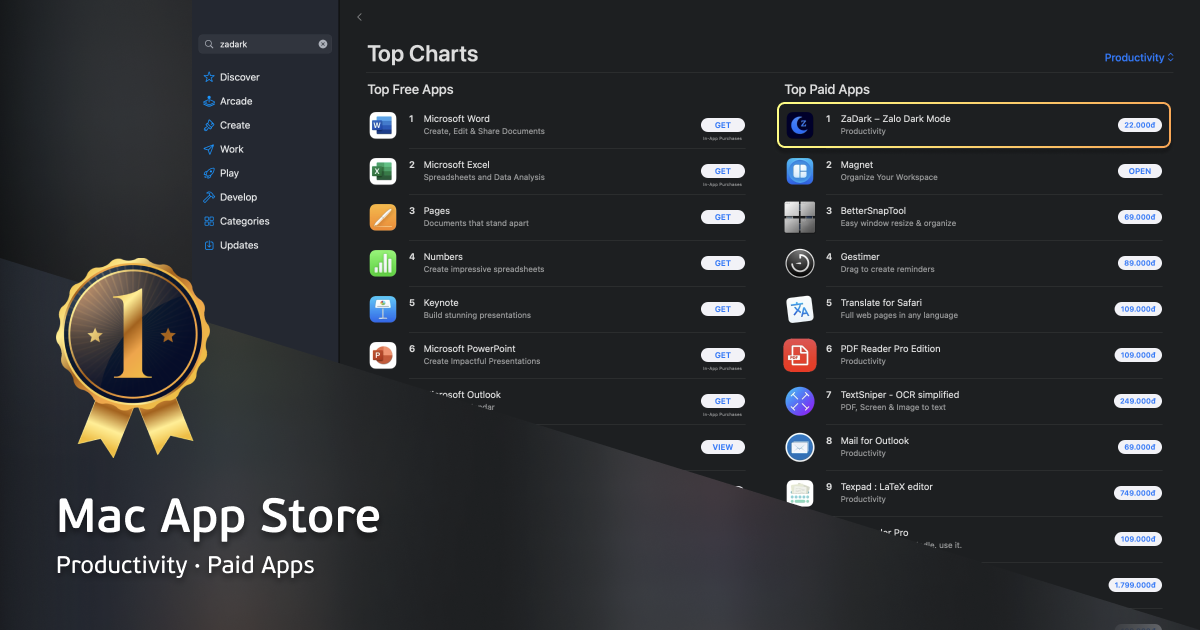 zadark
Discover
Arcade
Create
Work
Play
Develop
Categories
Updates
Top Charts
Productivity
Top Free Apps
1 Microsoft Word
Create, Edit & Share Documents
GET
In-App Purchases
2 Microsoft Excel
Spreadsheets and Data Analysis
GET
In-App Purchases
3 Pages
Documents that stand apart
GET
4 Numbers
Create impressive spreadsheets
GET
5 Keynote
Build stunning presentations
GET
6 Microsoft PowerPoint
Create Impactful Presentations
GET
In-App Purchases
Outlook
GET
In-App Purchases
VIEW
Top Paid Apps
1 ZaDark – Zalo Dark Mode
Productivity
22.000đ
2 Magnet
Organize Your Workspace
OPEN
3 BetterSnapTool
Easy window resize & organize
69.000đ
4 Gestimer
Drag to create reminders
89.000đ
5 Translate for Safari
Full web pages in any language
109.000đ
6 PDF Reader Pro Edition
Productivity
109.000đ
7 TextSniper - OCR simplified
PDF, Screen & Image to text
249.000đ
8 Mail for Outlook
Productivity
69.000đ
9 Texpad : LaTeX editor
Productivity
749.000đ
Pro
use it.
109.000đ
1.799.000đ
1
Mac App Store
Productivity · Paid Apps